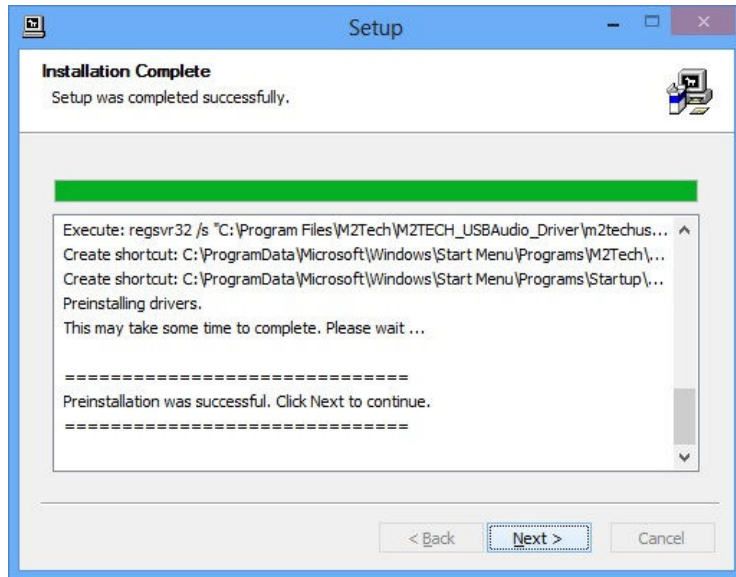 Setup
Installation Complete
Setup was completed successfully.
Execute: regsvr32 /s "C:\Program Files\M2Tech\M2TECH_USBAudio_Driver\m2techus...
Create shortcut: C:\ProgramData\Microsoft\Windows\Start Menu\Programs\M2Tech\...
Create shortcut: C:\ProgramData\Microsoft\Windows\Start Menu\Programs\Startup\...
Preinstalling drivers.
This may take some time to complete. Please wait ...
==============================
Preinstallation was successful. Click Next to continue.
==============================
< Back Next > Cancel